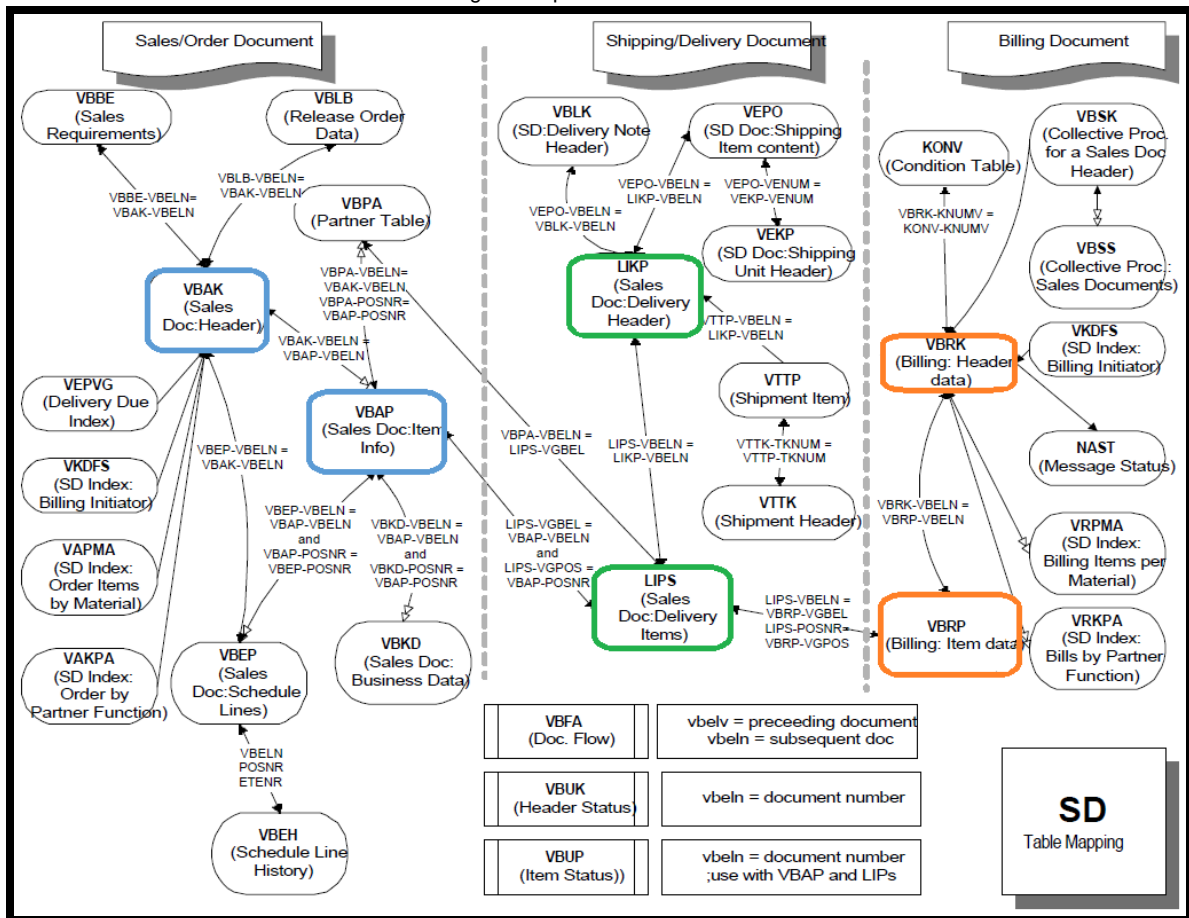 Sales/Order Document
Shipping/Delivery Document
Billing Document
VBBE
(Sales
Requirements)
VBLB
(Release Order
Data)
VBBE-VBELN=
VBAK-VBELN
VBLB-VBELN=
VBAK-VBELN
VBPA
(Partner Table)
VBAK
(Sales
Doc:Header)
VBPA-VBELN=
VBAK-VBELN
VBPA-POSNR=
VBAP-POSNR
VBAK-VBELN =
VBAP-VBELN
VEPVG
(Delivery Due
Index)
VBAP
(Sales Doc:Item
Info)
VBEP-VBELN =
VBAK-VBELN
VKDFS
(SD Index:
Billing Initiator)
VBEP-VBELN =
VBAP-VBELN
and
VBAP-POSNR =
VBEP-POSNR
VBKD-VBELN =
VBAP-VBELN
and
VBKD-POSNR =
VBAP-POSNR
VAPMA
(SD Index:
Order Items
by Material)
VAKPA
(SD Index:
Order by
Partner Function)
VBEP
(Sales
Doc:Schedule
Lines)
VBKD
(Sales Doc:
Business Data)
VBELN
POSNR
ETENR
VBEH
(Schedule Line
History)
VBLK
(SD:Delivery Note
Header)
VEPO
(SD Doc:Shipping
Item content)
VEPO-VBELN =
LIKP-VBELN
VEPO-VENUM =
VEKP-VENUM
VEPO-VBELN =
VBLK-VBELN
VEKP
(SD Doc:Shipping
Unit Header)
LIKP
(Sales
Doc:Delivery
Header)
VTTP-VBELN =
LIKP-VBELN
VTTP
(Shipment Item)
VBPA-VBELN =
LIPS-VGBEL
LIPS-VBELN =
LIKP-VBELN
VTTK-TKNUM =
VTTP-TKNUM
VTTK
(Shipment Header)
LIPS-VGBEL =
VBAP-VBELN
and
LIPS-VGPOS =
VBAP-POSNR
LIPS
(Sales
Doc:Delivery
Items)
LIPS-VBELN =
VBRP-VGBEL
LIPS-POSNR=
VBRP-VGPOS
KONV
(Condition Table)
VBSK
(Collective Proc.
for a Sales Doc
Header)
VBRK-KNUMV =
KONV-KNUMV
VBSS
(Collective Proc.:
Sales Documents)
VBRK
(Billing: Header
data)
VKDFS
(SD Index:
Billing Initiator)
NAST
(Message Status)
VBRK-VBELN =
VBRP-VBELN
VRPMA
(SD Index:
Billing Items per
Material)
VBRP
(Billing: Item data)
VRKPA
(SD Index:
Bills by Partner
Function)
VBFA
(Doc. Flow)
vbelv = preceeding document
vbeln = subsequent doc
VBUK
(Header Status)
vbeln = document number
VBUP
(Item Status))
vbeln = document number
;use with VBAP and LIPs
SD
Table Mapping